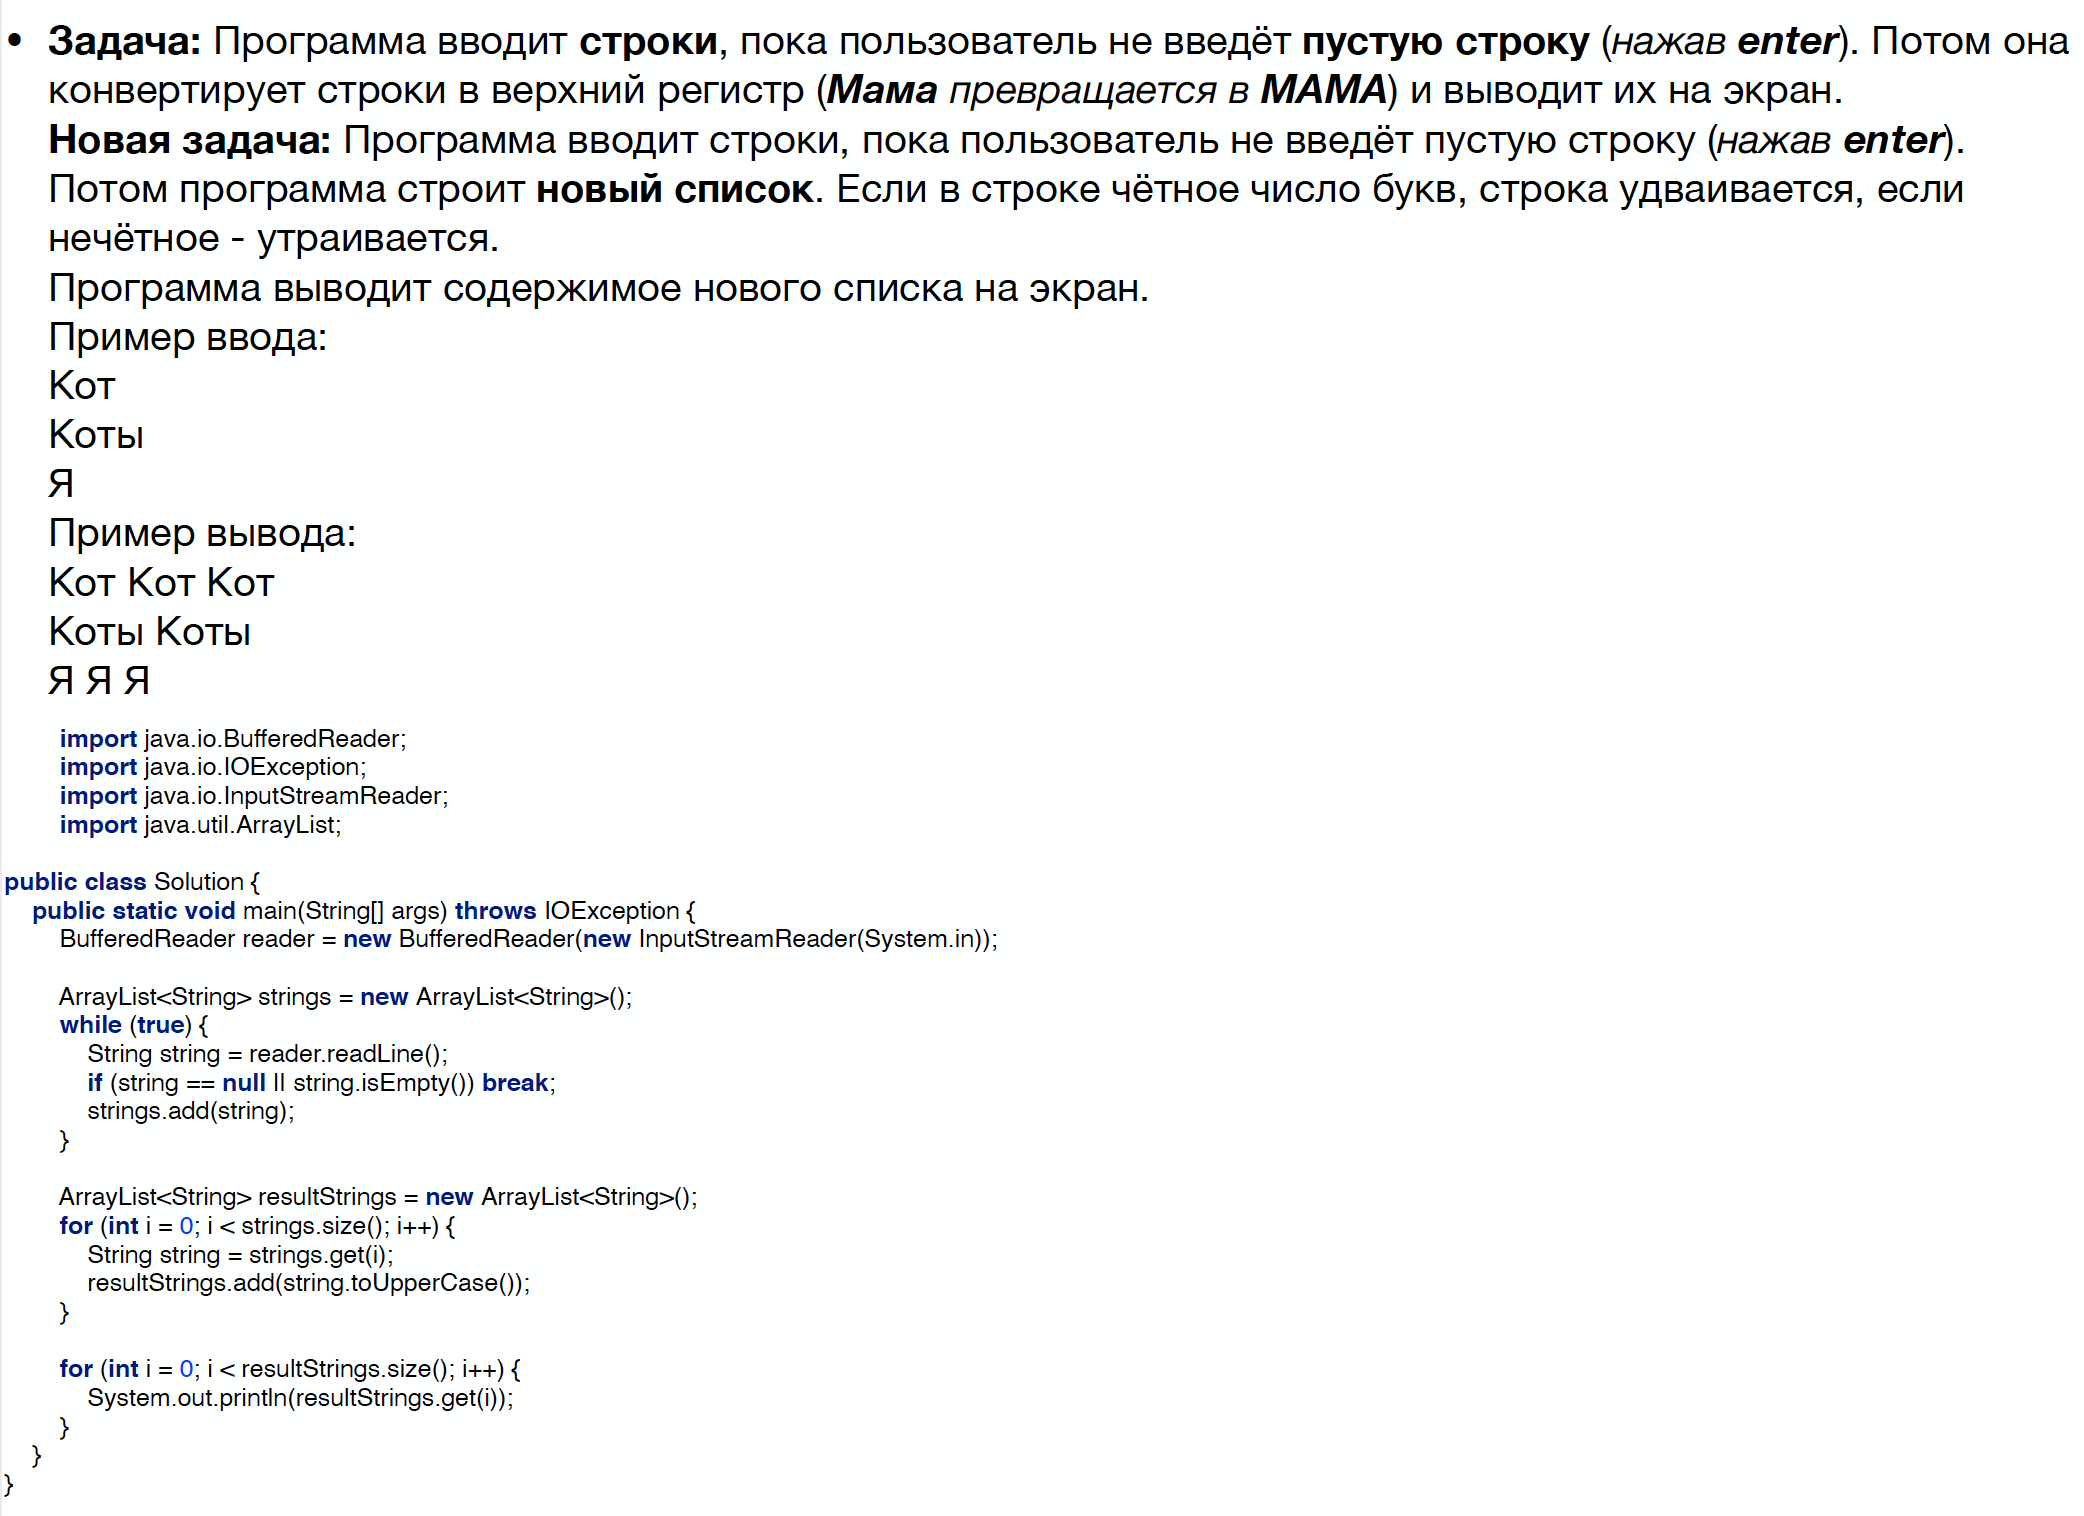 • Задача: Программа вводит строки, пока пользователь не введёт пустую строку (нажав enter). Потом она
конвертирует строки в верхний регистр (Мама превращается в МАМА) и выводит их на экран.
Новая задача: Программа вводит строки, пока пользователь не введёт пустую строку (нажав enter).
Потом программа строит новый список. Если в строке чётное число букв, строка удваивается, если
нечётное - утраивается.
Программа выводит содержимое нового списка на экран.
Пример ввода:
Кот
Коты
Я
Пример вывода:
Кот Кот Кот
Коты Коты
Я Я Я
import java.io.BufferedReader;
import java.io.IOException;
import java.io.InputStreamReader;
import java.util.ArrayList;
public class Solution {
public static void main(String[] args) throws IOException {
BufferedReader reader = new BufferedReader(new InputStreamReader(System.in));
ArrayList<String> strings = new ArrayList<String>();
while (true) {
String string = reader.readLine();
if (string == null || string.isEmpty()) break;
strings.add(string);
}
ArrayList<String> resultStrings = new ArrayList<String>();
for (int i = 0; i < strings.size(); i++) {
String string = strings.get(i);
resultStrings.add(string.toUpperCase());
}
for (int i = 0; i < resultStrings.size(); i++) {
System.out.println(resultStrings.get(i));
}
}
}